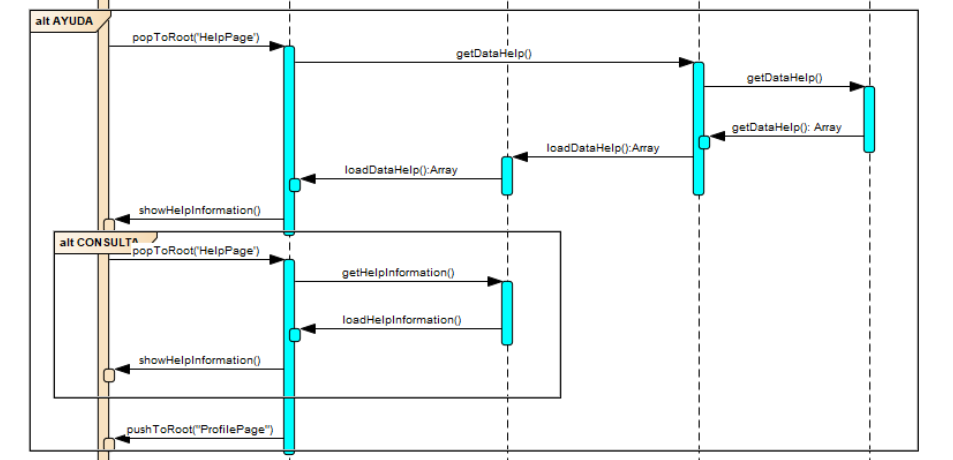 alt AYUDA
popToRoot('HelpPage')
getDataHelp()
getDataHelp()
getDataHelp(): Array
loadDataHelp():Array
loadDataHelp():Array
showHelpInformation()
alt CONSULTA
popToRoot('HelpPage')
getHelpInformation()
loadHelpInformation()
showHelpInformation()
pushToRoot("ProfilePage")